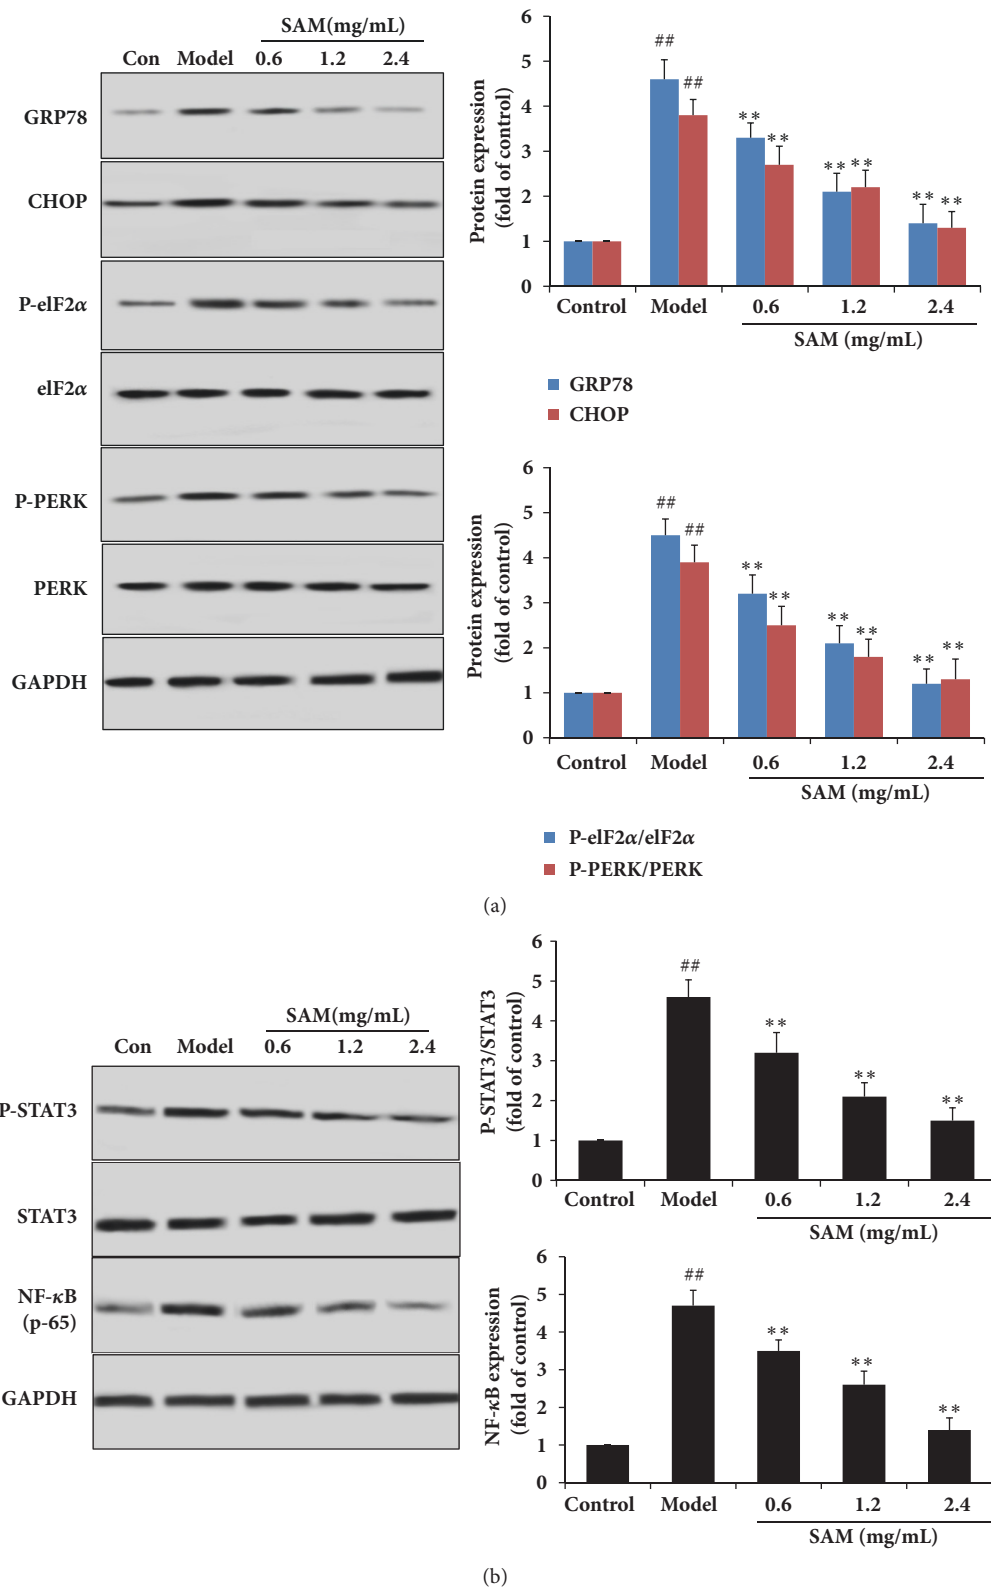 SAM(mg/mL)
Con Model 0.6 1.2 2.4
GRP78
CHOP
P-elF2α
elF2α
P-PERK
PERK
GAPDH
Protein expression
(fold of control)
6
5
4
3
2
1
0
## ## ** ** ** ** ** **
Control Model 0.6 1.2 2.4
SAM (mg/mL)
GRP78
CHOP
Protein expression
(fold of control)
6
5
4
3
2
1
0
## ## ** ** ** ** ** **
Control Model 0.6 1.2 2.4
SAM (mg/mL)
P-elF2α/elF2α
P-PERK/PERK
(a)
SAM(mg/mL)
Con Model 0.6 1.2 2.4
P-STAT3
STAT3
NF-κB
(p-65)
GAPDH
P-STAT3/STAT3
(fold of control)
6
5
4
3
2
1
0
## ** ** **
Control Model 0.6 1.2 2.4
SAM (mg/mL)
NF-κB expression
(fold of control)
6
5
4
3
2
1
0
## ** ** **
Control Model 0.6 1.2 2.4
SAM (mg/mL)
(b)